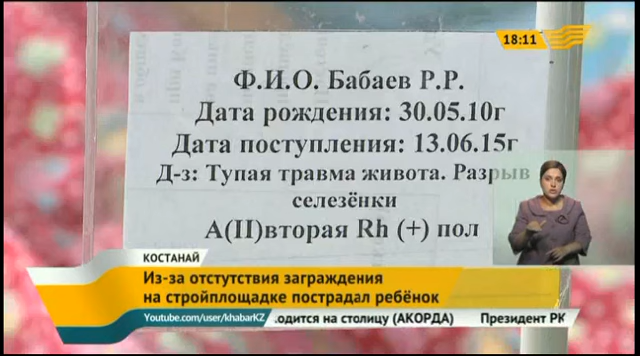 18:11
Ф.И.О. Бабаев Р.Р.
Дата рождения: 30.05.10г
Дата поступления: 13.06.15г
Д-з: Тупая травма живота. Разрыв
селезёнки
А(II)вторая Rh (+) пол
КОСТАНАЙ
Из-за отстутствия заграждения
на стройплощадке пострадал ребёнок
Youtube.com/user/khabarKZ
одится на столицу (АКОРДА)
Президент РК